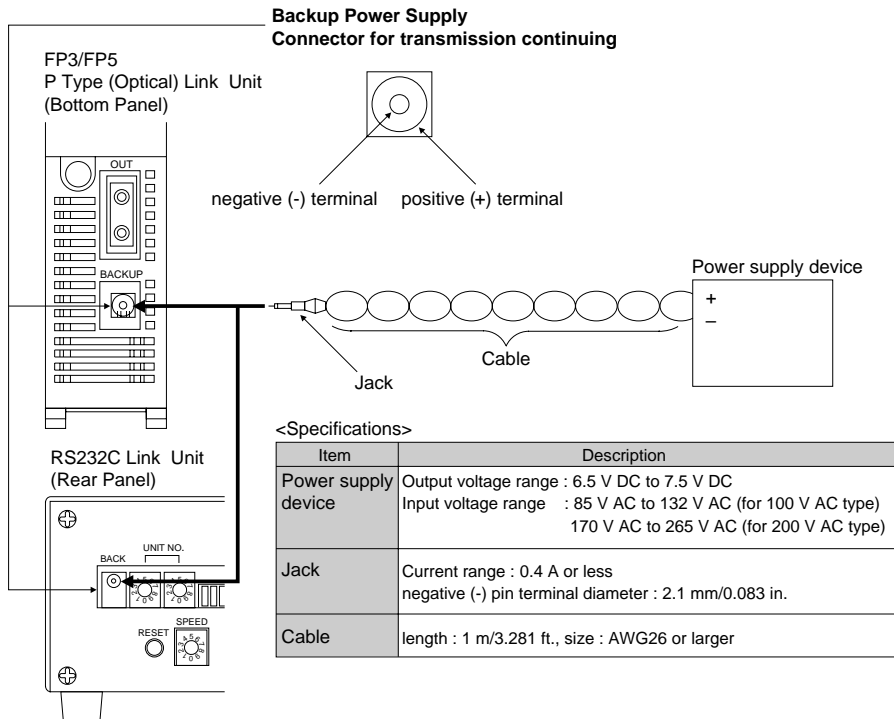 Backup Power Supply
Connector for transmission continuing
FP3/FP5
P Type (Optical) Link Unit
(Bottom Panel)
OUT
negative (-) terminal positive (+) terminal
BACKUP
Power supply device
+
–
Cable
Jack
<Specifications>
Item Description
Power supply device
Output voltage range : 6.5 V DC to 7.5 V DC
Input voltage range : 85 V AC to 132 V AC (for 100 V AC type)
170 V AC to 265 V AC (for 200 V AC type)
Jack
Current range : 0.4 A or less
negative (-) pin terminal diameter : 2.1 mm/0.083 in.
Cable
length : 1 m/3.281 ft., size : AWG26 or larger
RS232C Link Unit
(Rear Panel)
UNIT NO.
BACK
SPEED
RESET